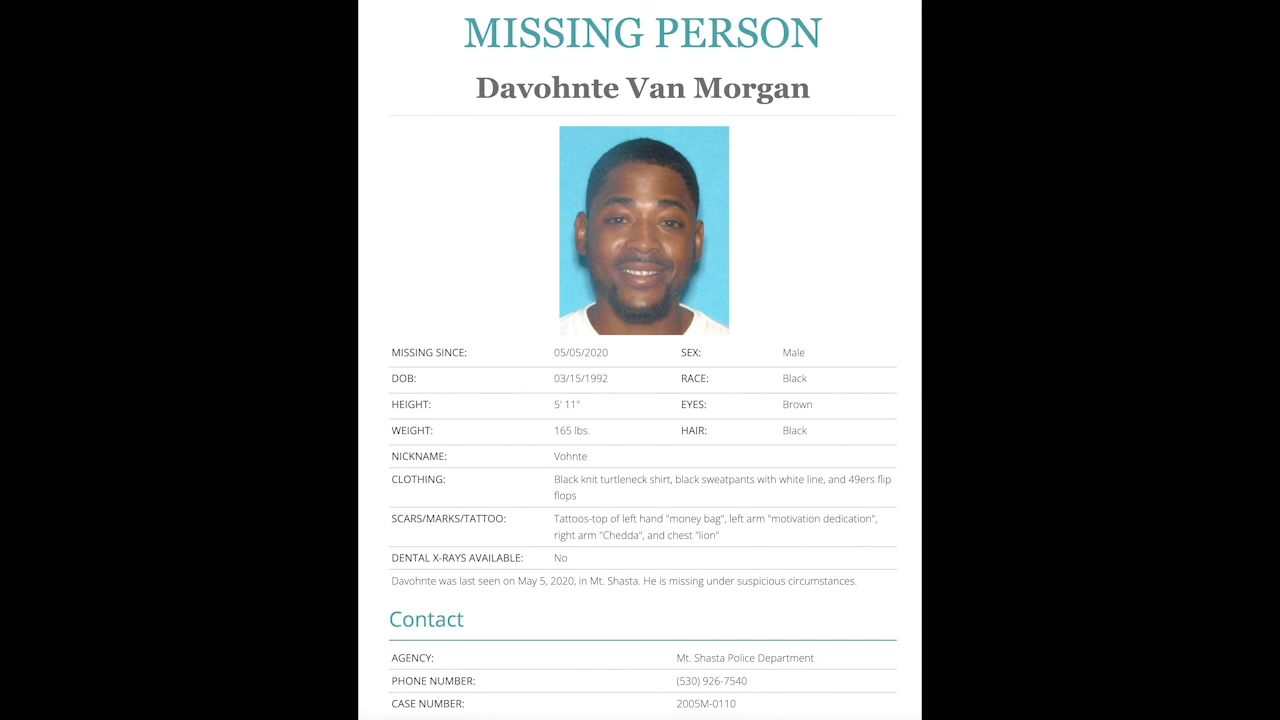 MISSING PERSON
Davohnte Van Morgan
MISSING SINCE: 05/05/2020 SEX: Male
DOB: 03/15/1992 RACE: Black
HEIGHT: 5' 11" EYES: Brown
WEIGHT: 165 lbs. HAIR: Black
NICKNAME: Vohnte
CLOTHING: Black knit turtleneck shirt, black sweatpants with white line, and 49ers flip
flops
SCARS/MARKS/TATTOO: Tattoos-top of left hand "money bag", left arm "motivation dedication",
right arm "Chedda", and chest "lion"
DENTAL X-RAYS AVAILABLE: No
Davohnte was last seen on May 5, 2020, in Mt. Shasta. He is missing under suspicious circumstances.
Contact
AGENCY: Mt. Shasta Police Department
PHONE NUMBER: (530) 926-7540
CASE NUMBER: 2005M-0110